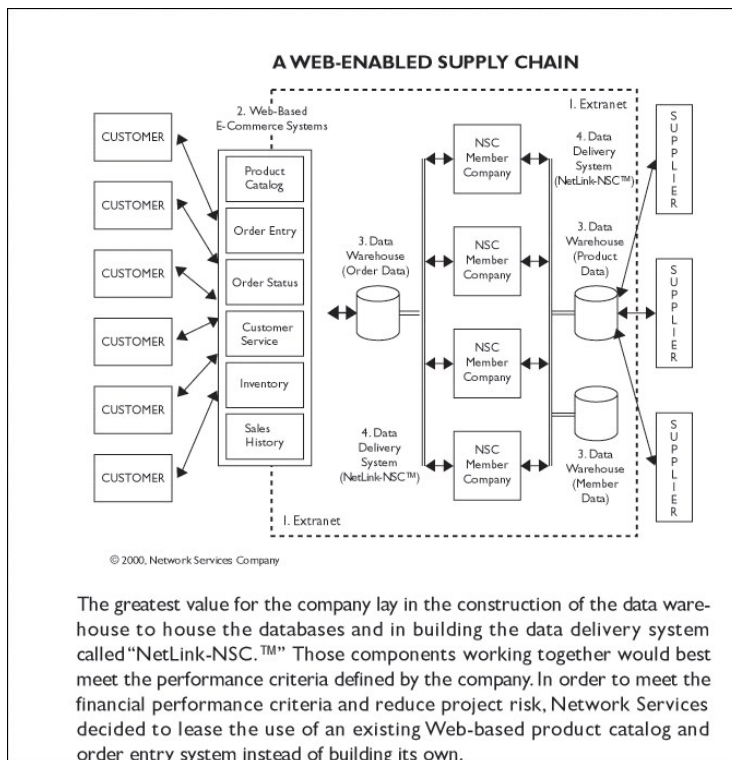 A WEB-ENABLED SUPPLY CHAIN
1. Extranet
2. Web-Based
E-Commerce Systems
CUSTOMER
CUSTOMER
CUSTOMER
CUSTOMER
CUSTOMER
CUSTOMER
Product
Catalog
Order Entry
Order Status
Customer
Service
Inventory
Sales
History
3. Data
Warehouse
(Order Data)
4. Data
Delivery
System
(NetLink-NSC™)
NSC
Member
Company
NSC
Member
Company
NSC
Member
Company
NSC
Member
Company
4. Data
Delivery
System
(NetLink-NSC™)
3. Data
Warehouse
(Product
Data)
3. Data
Warehouse
(Member
Data)
SUPPLIER
SUPPLIER
SUPPLIER
1. Extranet
© 2000, Network Services Company
The greatest value for the company lay in the construction of the data ware-
house to house the databases and in building the data delivery system
called “NetLink-NSC.™” Those components working together would best
meet the performance criteria defined by the company. In order to meet the
financial performance criteria and reduce project risk, Network Services
decided to lease the use of an existing Web-based product catalog and
order entry system instead of building its own.